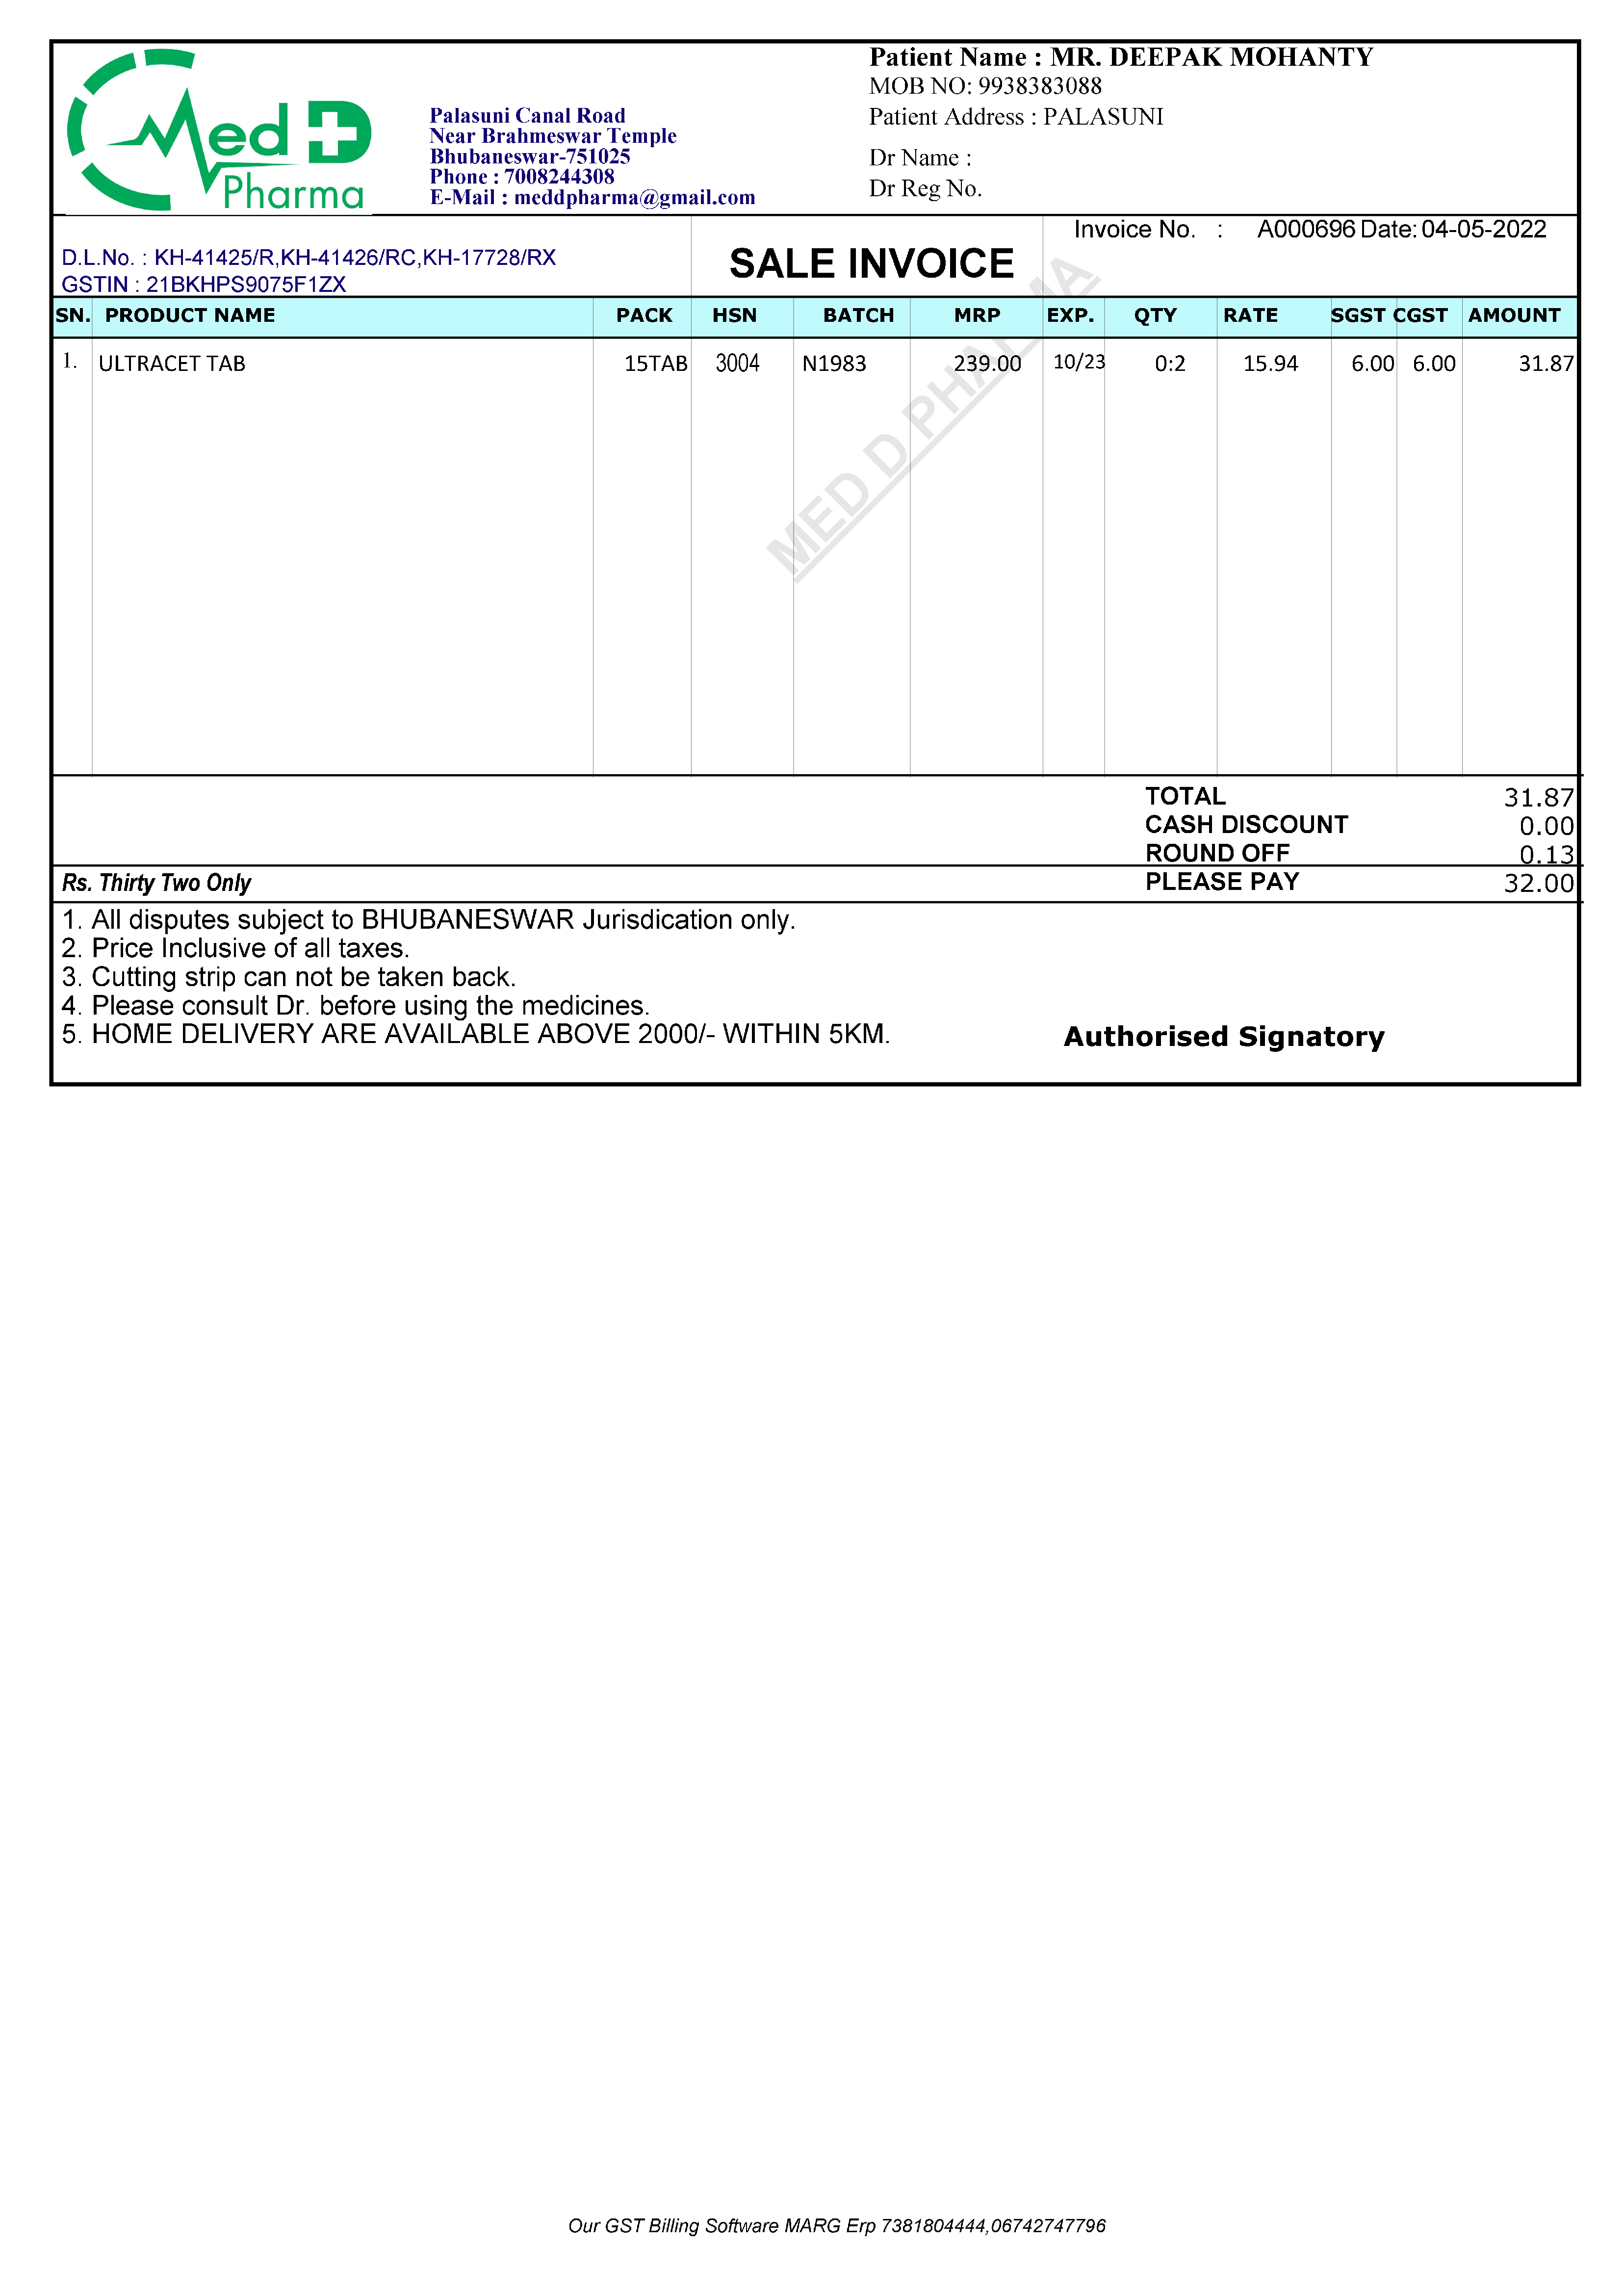 Med D
Pharma
Palasuni Canal Road
Near Brahmeswar Temple
Bhubaneswar-751025
Phone : 7008244308
E-Mail : meddpharma@gmail.com
Patient Name : MR. DEEPAK MOHANTY
MOB NO: 9938383088
Patient Address : PALASUNI
Dr Name :
Dr Reg No.
D.L.No. : KH-41425/R,KH-41426/RC,KH-17728/RX
GSTIN : 21BKHPS9075F1ZX
SALE INVOICE
Invoice No. : A000696 Date: 04-05-2022
SN. PRODUCT NAME PACK HSN BATCH MRP EXP. QTY RATE SGST CGST AMOUNT
1. ULTRACET TAB 15TAB 3004 N1983 239.00 10/23 0:2 15.94 6.00 6.00 31.87
MED D PHARMA
TOTAL 31.87
CASH DISCOUNT 0.00
ROUND OFF 0.13
Rs. Thirty Two Only PLEASE PAY 32.00
1. All disputes subject to BHUBANESWAR Jurisdication only.
2. Price Inclusive of all taxes.
3. Cutting strip can not be taken back.
4. Please consult Dr. before using the medicines.
5. HOME DELIVERY ARE AVAILABLE ABOVE 2000/- WITHIN 5KM.
Authorised Signatory
Our GST Billing Software MARG Erp 7381804444,06742747796